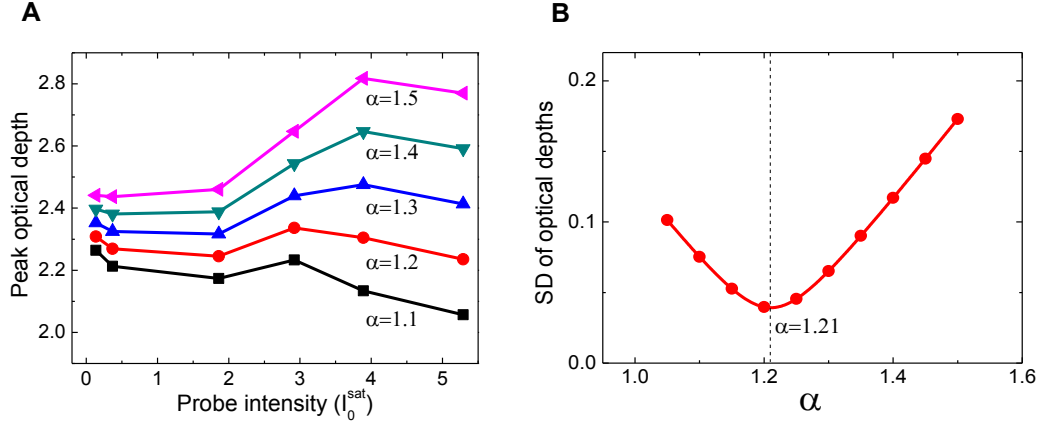 A
Peak optical depth
2.8
2.6
2.4
2.2
2.0
α=1.5
α=1.4
α=1.3
α=1.2
α=1.1
0 1 2 3 4 5
Probe intensity (I₀ˢᵃᵗ)
B
SD of optical depths
0.2
0.1
0.0
α=1.21
1.0 1.2 1.4 1.6
α